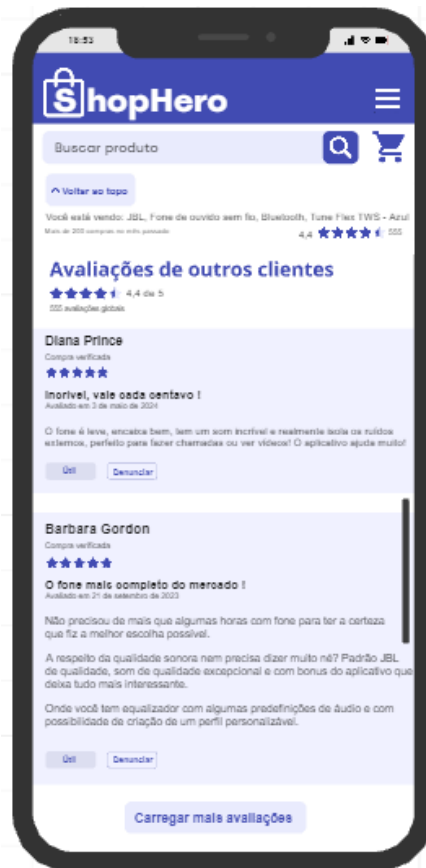 18:53
ShopHero
Buscar produto
Voltar ao topo
Você está vendo: JBL, Fone de ouvido sem fio, Bluetooth, Tune Flex TWS - Azul
Mais de 200 compras no mês passado
4,4 555
Avaliações de outros clientes
4,4 de 5
555 avaliações globais
Diana Prince
Compra verificada
Incrivel, vale cada centavo !
Avaliado em 3 de maio de 2024
O fone é leve, encaixa bem, tem um som incrível e realmente isola os ruídos
externos, perfeito para fazer chamadas ou ver vídeos! O aplicativo ajuda muito!
Útil Denunciar
Barbara Gordon
Compra verificada
O fone mais completo do mercado !
Avaliado em 21 de setembro de 2023
Não precisou de mais que algumas horas com fone para ter a certeza
que fiz a melhor escolha possível.
A respeito da qualidade sonora nem precisa dizer muito né? Padrão JBL
de qualidade, som de qualidade excepcional e com bonus do aplicativo que
deixa tudo mais interessante.
Onde você tem equalizador com algumas predefinições de áudio e com
possibilidade de criação de um perfil personalizável.
Útil Denunciar
Carregar mais avaliações